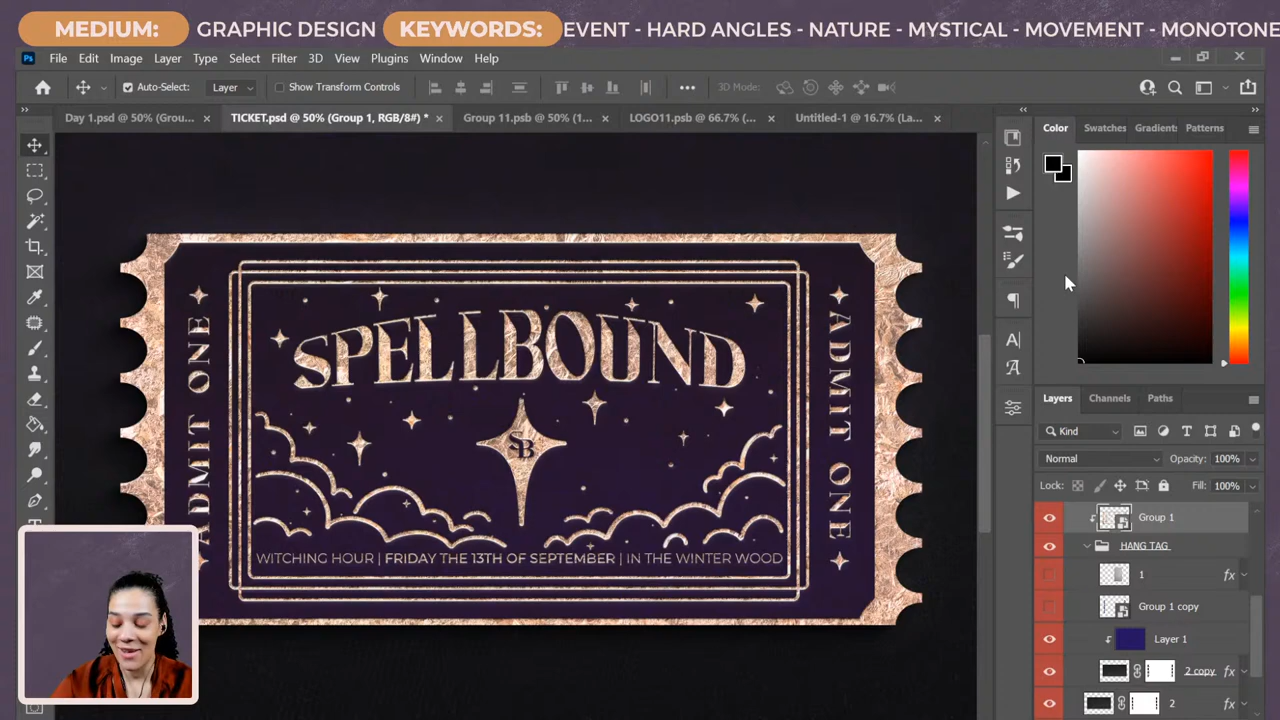 MEDIUM: GRAPHIC DESIGN KEYWORDS: EVENT - HARD ANGLES - NATURE - MYSTICAL - MOVEMENT - MONOTONE
Ps File Edit Image Layer Type Select Filter 3D View Plugins Window Help
Auto-Select: Layer Show Transform Controls 3D Mode:
Day 1.psd @ 50% (Grou... TICKET.psd @ 50% (Group 1, RGB/8#) * Group 11.psb @ 50% (1... LOGO11.psb @ 66.7% (... Untitled-1 @ 16.7% (La...
Color Swatches Gradients Patterns
SPELLBOUND
ADMIT ONE
ADMIT ONE
SB
WITCHING HOUR | FRIDAY THE 13TH OF SEPTEMBER | IN THE WINTER WOOD
Layers Channels Paths
Kind
Normal Opacity: 100%
Lock: Fill: 100%
Group 1
HANG TAG
1 fx
Group 1 copy
Layer 1
2 copy fx
2 fx